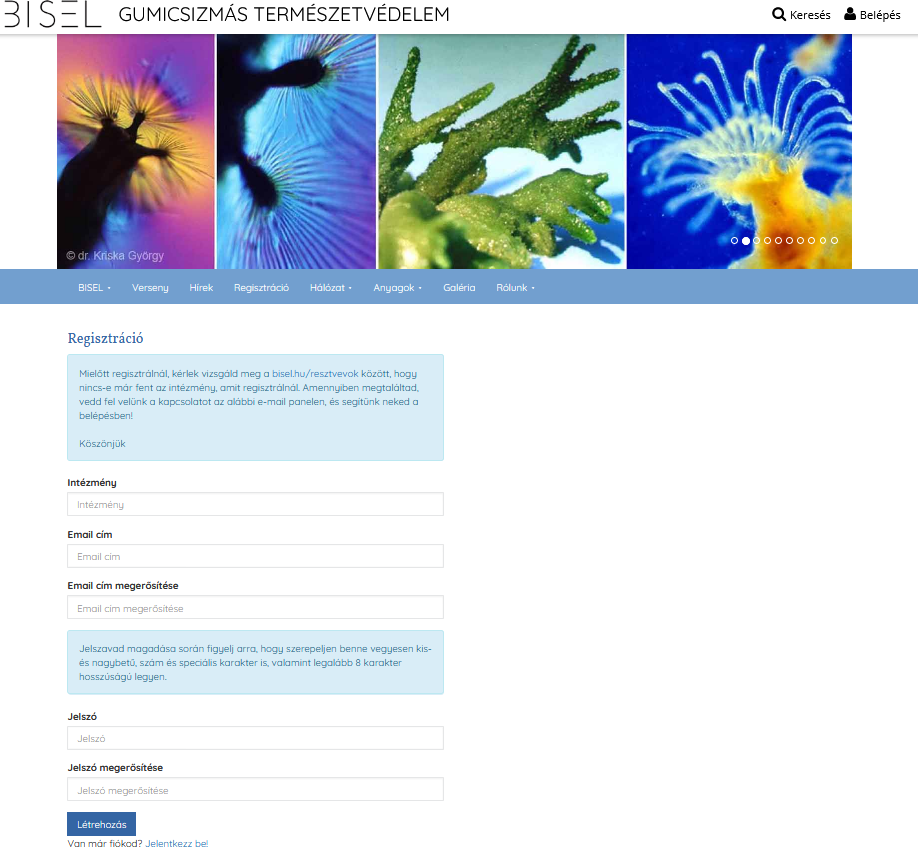 BISEL GUMICSIZMÁS TERMÉSZETVÉDELEM Keresés Belépés
© dr. Kriska György
BISEL Verseny Hírek Regisztráció Hálózat Anyagok Galéria Rólunk
Regisztráció
Mielőtt regisztrálnál, kérlek vizsgáld meg a bisel.hu/resztvevok között, hogy
nincs-e már fent az intézmény, amit regisztrálnál. Amennyiben megtaláltad,
vedd fel velünk a kapcsolatot az alábbi e-mail panelen, és segítünk neked a
belépésben!
Köszönjük
Intézmény
Intézmény
Email cím
Email cím
Email cím megerősítése
Email cím megerősítése
Jelszavad magadása során figyelj arra, hogy szerepeljen benne vegyesen kis-
és nagybetű, szám és speciális karakter is, valamint legalább 8 karakter
hosszúságú legyen.
Jelszó
Jelszó
Jelszó megerősítése
Jelszó megerősítése
Létrehozás
Van már fiókod? Jelentkezz be!